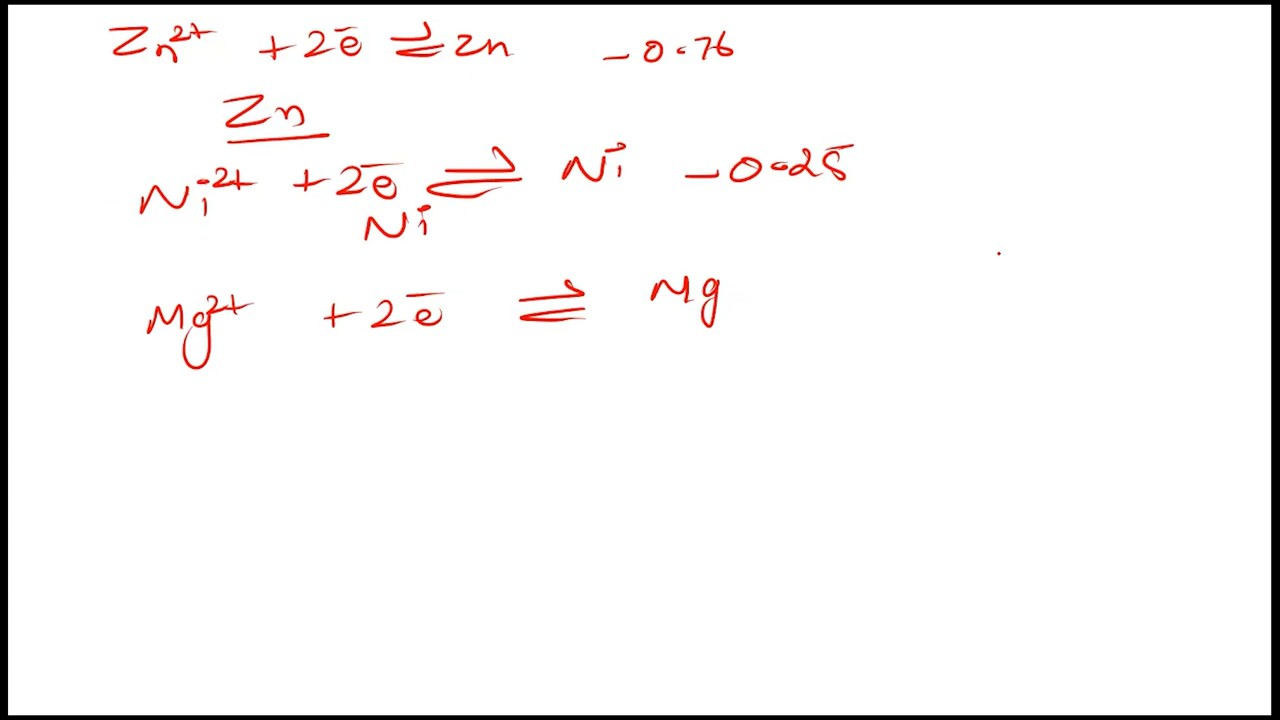 Zn²⁺ + 2e̅ ⇌ Zn -0.76
Zn
Ni²⁺ + 2e̅ ⇌ Ni -0.25
Ni
Mg²⁺ + 2e̅ ⇌ Mg